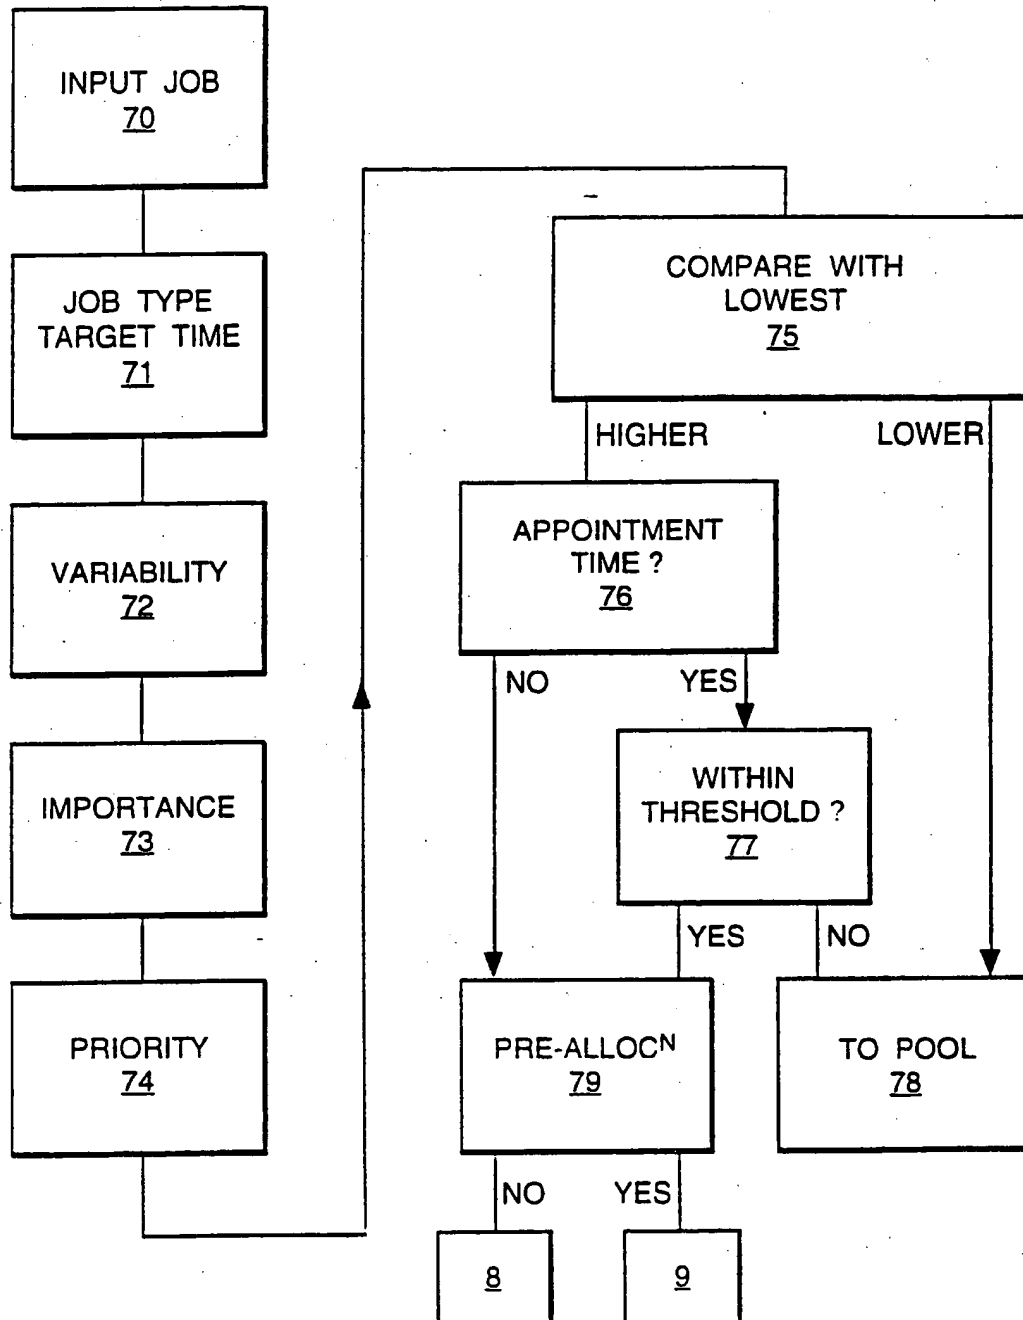 INPUT JOB
70
JOB TYPE
TARGET TIME
71
VARIABILITY
72
IMPORTANCE
73
PRIORITY
74
COMPARE WITH
LOWEST
75
HIGHER
LOWER
APPOINTMENT
TIME ?
76
NO
YES
WITHIN
THRESHOLD ?
77
YES
NO
PRE-ALLOCᴺ
79
TO POOL
78
NO
YES
8
9